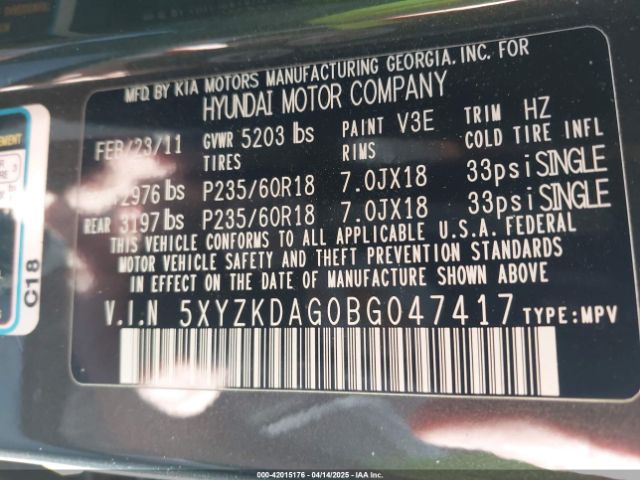 MFD. BY KIA MOTORS MANUFACTURING GEORGIA, INC. FOR
HYUNDAI MOTOR COMPANY
FEB/23/11 GVWR 5203 lbs PAINT V3E TRIM HZ
TIRES RIMS COLD TIRE INFL
2976 lbs P235/60R18 7.0JX18 33psi SINGLE
REAR 3197 lbs P235/60R18 7.0JX18 33psi SINGLE
THIS VEHICLE CONFORMS TO ALL APPLICABLE U.S.A. FEDERAL
MOTOR VEHICLE SAFETY AND THEFT PREVENTION STANDARDS
IN EFFECT ON THE DATE OF MANUFACTURE SHOWN ABOVE
V.I.N 5XYZKDAG0BG047417 TYPE:MPV
C18
000-42015176 - 04/14/2025 - IAA Inc.